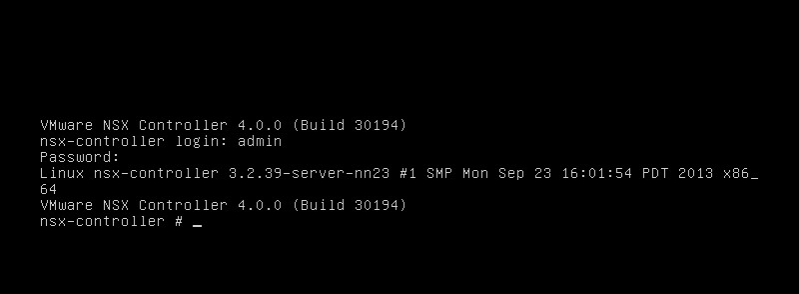 VMware NSX Controller 4.0.0 (Build 30194)
nsx-controller login: admin
Password:
Linux nsx-controller 3.2.39-server-nn23 #1 SMP Mon Sep 23 16:01:54 PDT 2013 x86_
64
VMware NSX Controller 4.0.0 (Build 30194)
nsx-controller # _